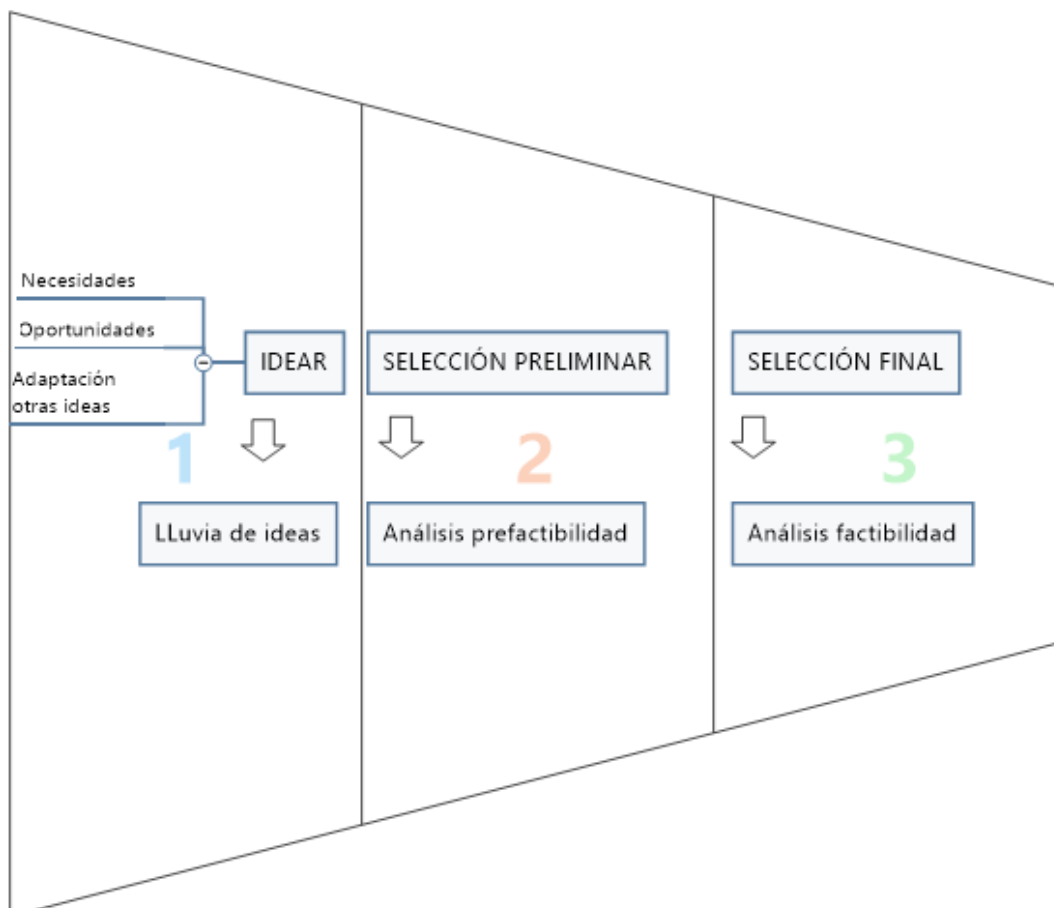 Necesidades
Oportunidades
Adaptación
otras ideas
IDEAR
1
LLuvia de ideas
SELECCIÓN PRELIMINAR
2
Análisis prefactibilidad
SELECCIÓN FINAL
3
Análisis factibilidad